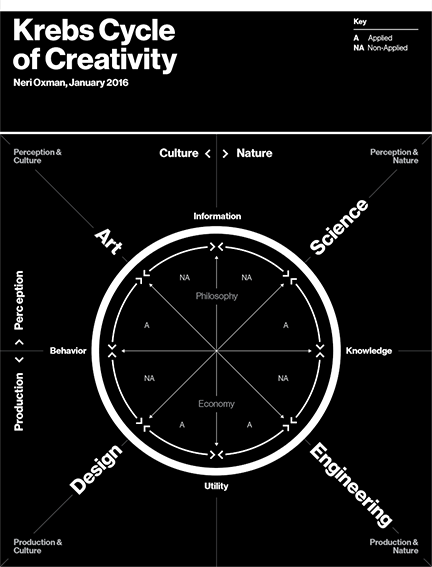 Krebs Cycle
of Creativity
Neri Oxman, January 2016
Key
A Applied
NA Non-Applied
Perception &
Culture
Culture < > Nature
Perception &
Nature
Information
Art
Science
NA
NA
Philosophy
A
A
Perception
Production < >
Behavior
Knowledge
NA
NA
Economy
A
A
Utility
Design
Engineering
Production &
Culture
Production &
Nature